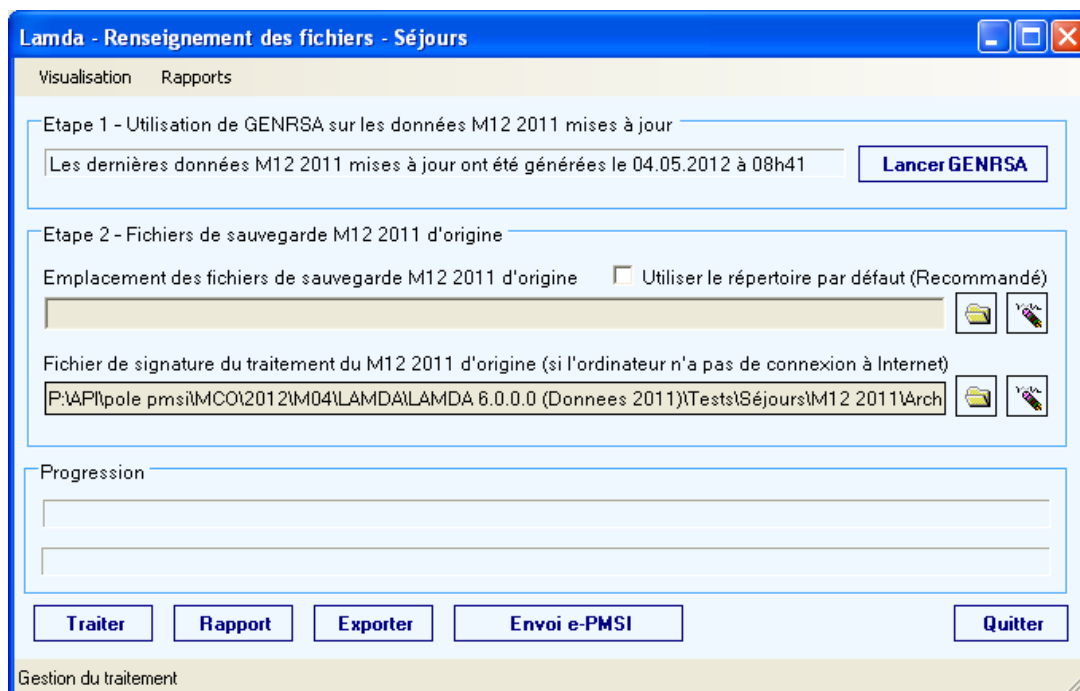 Lamda - Renseignement des fichiers - Séjours
Visualisation Rapports
Etape 1 - Utilisation de GENRSA sur les données M12 2011 mises à jour
Les dernières données M12 2011 mises à jour ont été générées le 04.05.2012 à 08h41 Lancer GENRSA
Etape 2 - Fichiers de sauvegarde M12 2011 d'origine
Emplacement des fichiers de sauvegarde M12 2011 d'origine Utiliser le répertoire par défaut (Recommandé)
Fichier de signature du traitement du M12 2011 d'origine (si l'ordinateur n'a pas de connexion à Internet)
P:\API\pole pmsi\MCO\2012\M04\LAMDA\LAMDA 6.0.0.0 (Donnees 2011)\Tests\Séjours\M12 2011\Arch
Progression
Traiter Rapport Exporter Envoi e-PMSI Quitter
Gestion du traitement